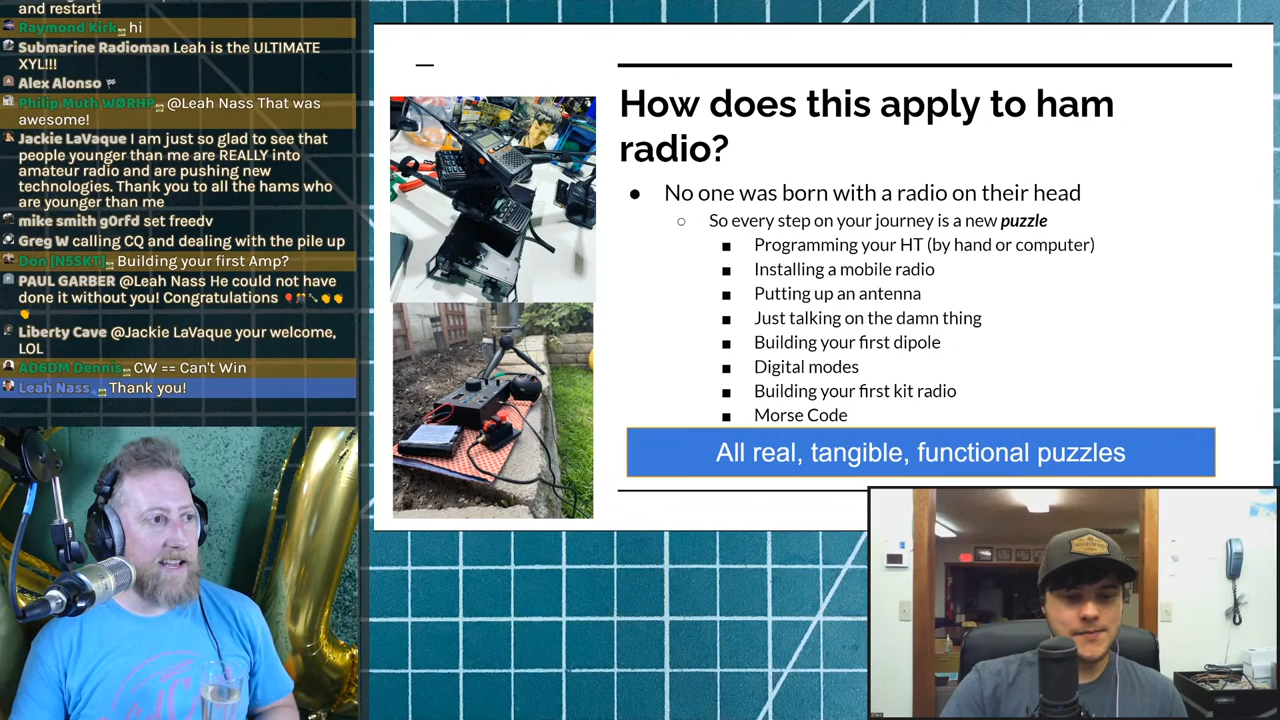 and restart!
Raymond Kirk hi
Submarine Radioman Leah is the ULTIMATE
XYL!!!
Alex Alonso
Philip Muth WØRHP @Leah Nass That was
awesome!
Jackie LaVaque I am just so glad to see that
people younger than me are REALLY into
amateur radio and are pushing new
technologies. Thank you to all the hams who
are younger than me
mike smith g0rfd set freedv
Greg W calling CQ and dealing with the pile up
Don [N5SKT] Building your first Amp?
PAUL GARBER @Leah Nass He could not have
done it without you! Congratulations
Liberty Cave @Jackie LaVaque your welcome,
LOL
AD6DM Dennis CW == Can't Win
Leah Nass Thank you!
How does this apply to ham
radio?
● No one was born with a radio on their head
○ So every step on your journey is a new puzzle
■ Programming your HT (by hand or computer)
■ Installing a mobile radio
■ Putting up an antenna
■ Just talking on the damn thing
■ Building your first dipole
■ Digital modes
■ Building your first kit radio
■ Morse Code
All real, tangible, functional puzzles